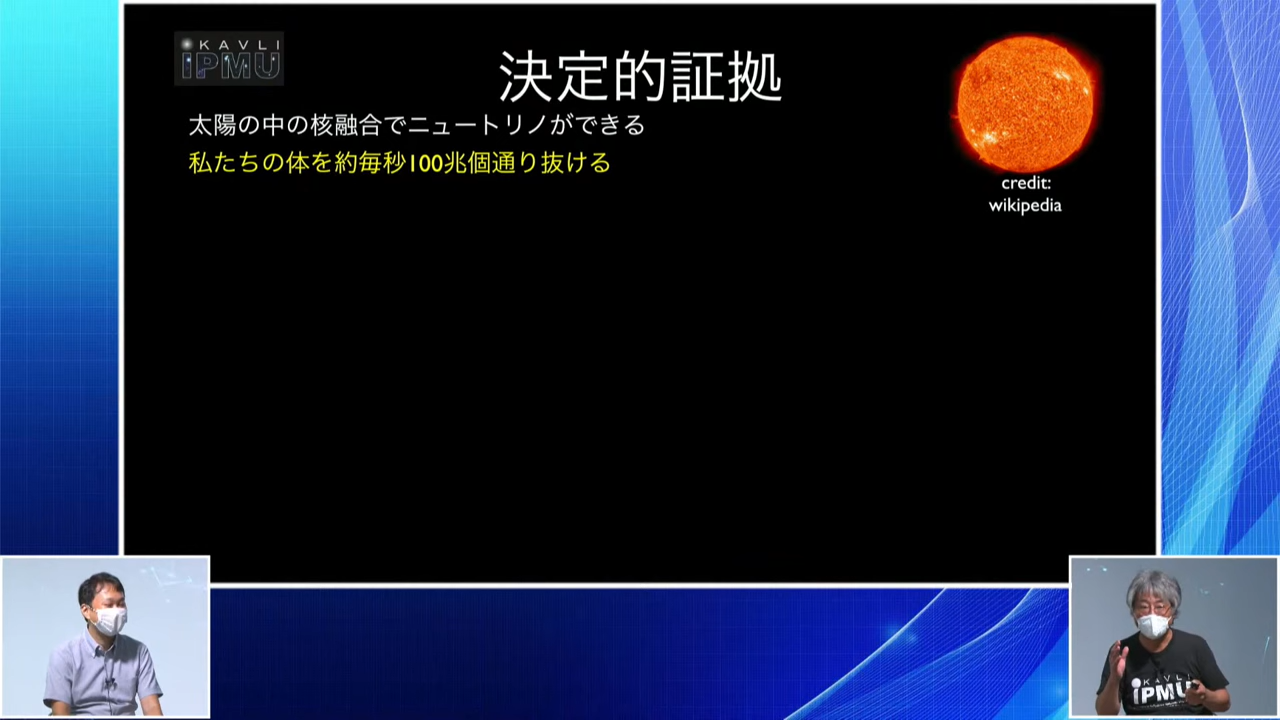 KAVLI
IPMU
決定的証拠
太陽の中の核融合でニュートリノができる
私たちの体を約毎秒100兆個通り抜ける
credit:
wikipedia
KAVLI
IPMU